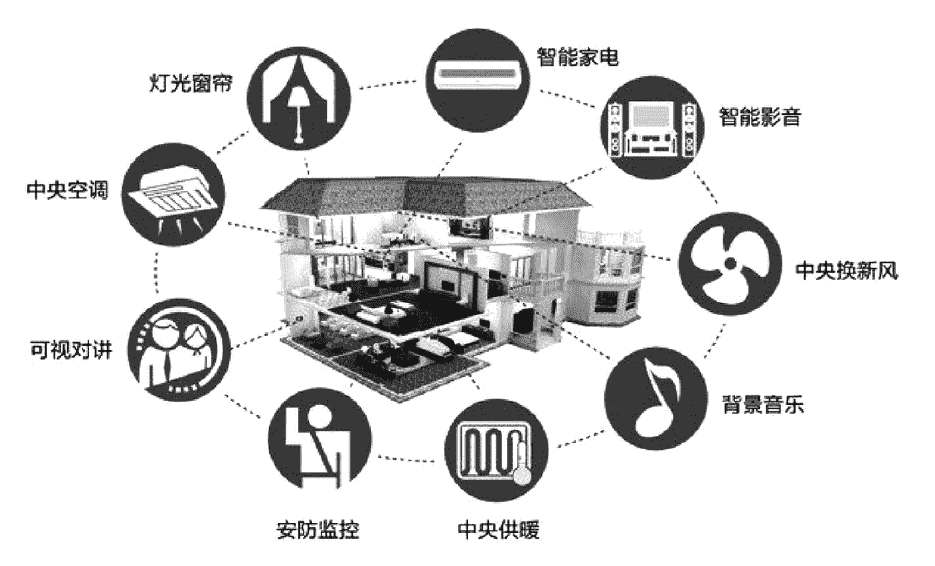 智能家电
灯光窗帘
智能影音
中央空调
中央换新风
可视对讲
背景音乐
安防监控
中央供暖